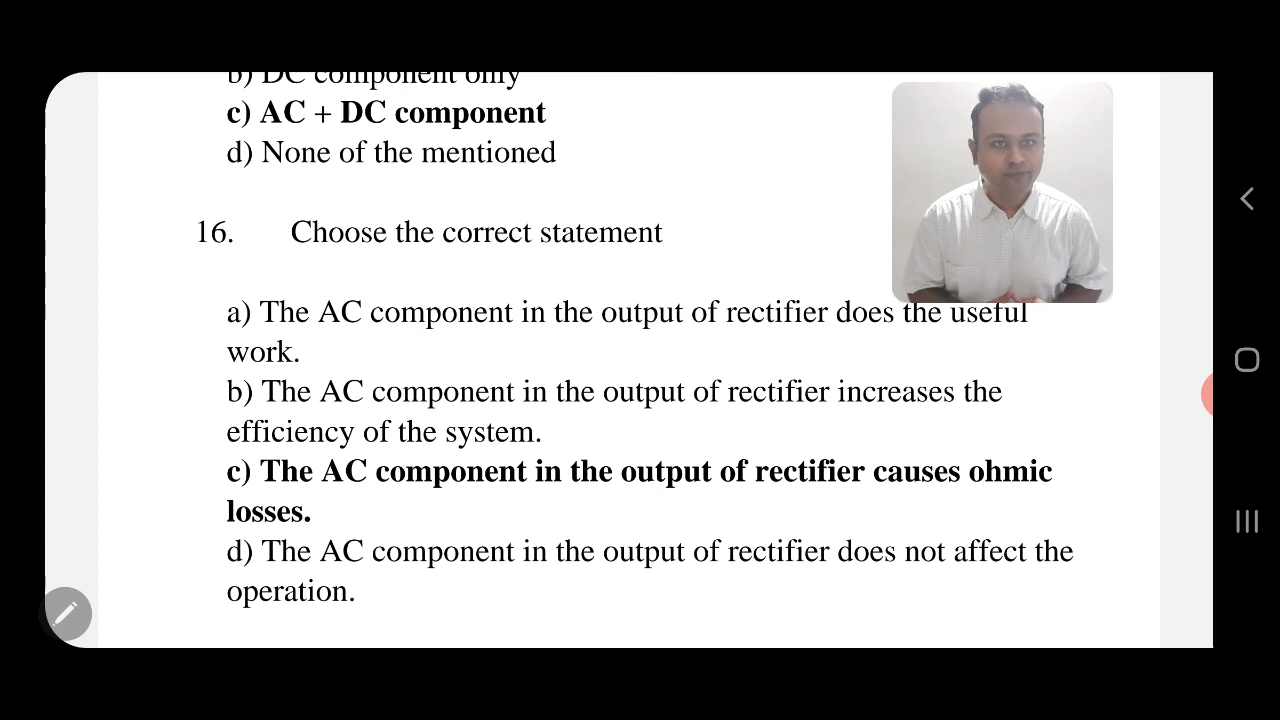 b) DC component only
c) AC + DC component
d) None of the mentioned
16. Choose the correct statement
a) The AC component in the output of rectifier does the useful
work.
b) The AC component in the output of rectifier increases the
efficiency of the system.
c) The AC component in the output of rectifier causes ohmic
losses.
d) The AC component in the output of rectifier does not affect the
operation.